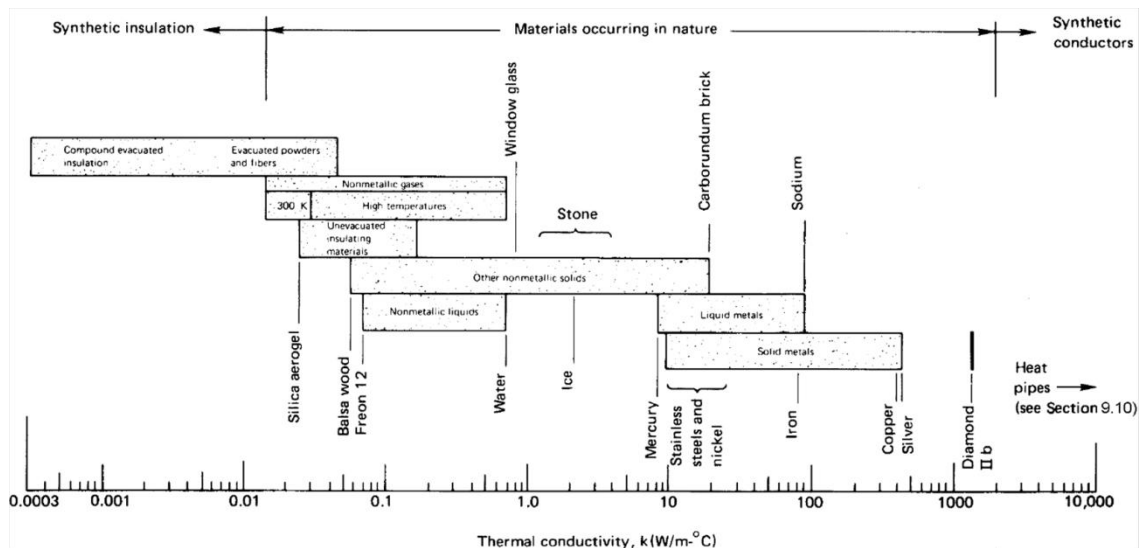 Synthetic insulation
Materials occurring in nature
Synthetic
conductors
Window glass
Carborundum brick
Sodium
Compound evacuated
insulation
Evacuated powders
and fibers
Nonmetallic gases
300 K
High temperatures
Unevacuated
insulating
materials
Stone
Other nonmetallic solids
Nonmetallic liquids
Liquid metals
Solid metals
Silica aerogel
Balsa wood
Freon 12
Water
Ice
Mercury
Stainless
steels and
nickel
Iron
Copper
Silver
Diamond
II b
Heat
pipes
(see Section 9.10)
0.0003
0.001
0.01
0.1
1.0
10
100
1000
10,000
Thermal conductivity, k(W/m-°C)